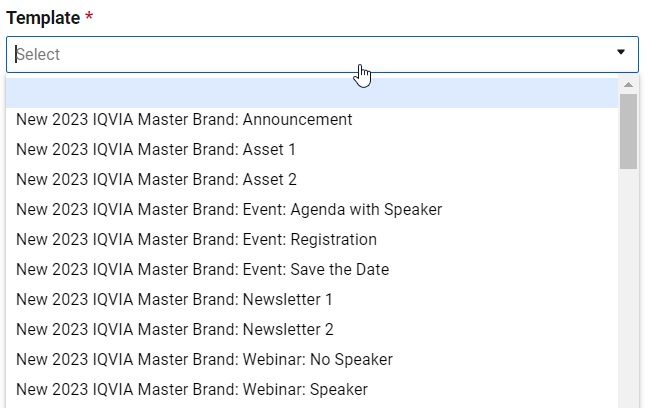 Template *
Select
New 2023 IQVIA Master Brand: Announcement
New 2023 IQVIA Master Brand: Asset 1
New 2023 IQVIA Master Brand: Asset 2
New 2023 IQVIA Master Brand: Event: Agenda with Speaker
New 2023 IQVIA Master Brand: Event: Registration
New 2023 IQVIA Master Brand: Event: Save the Date
New 2023 IQVIA Master Brand: Newsletter 1
New 2023 IQVIA Master Brand: Newsletter 2
New 2023 IQVIA Master Brand: Webinar: No Speaker
New 2023 IQVIA Master Brand: Webinar: Speaker